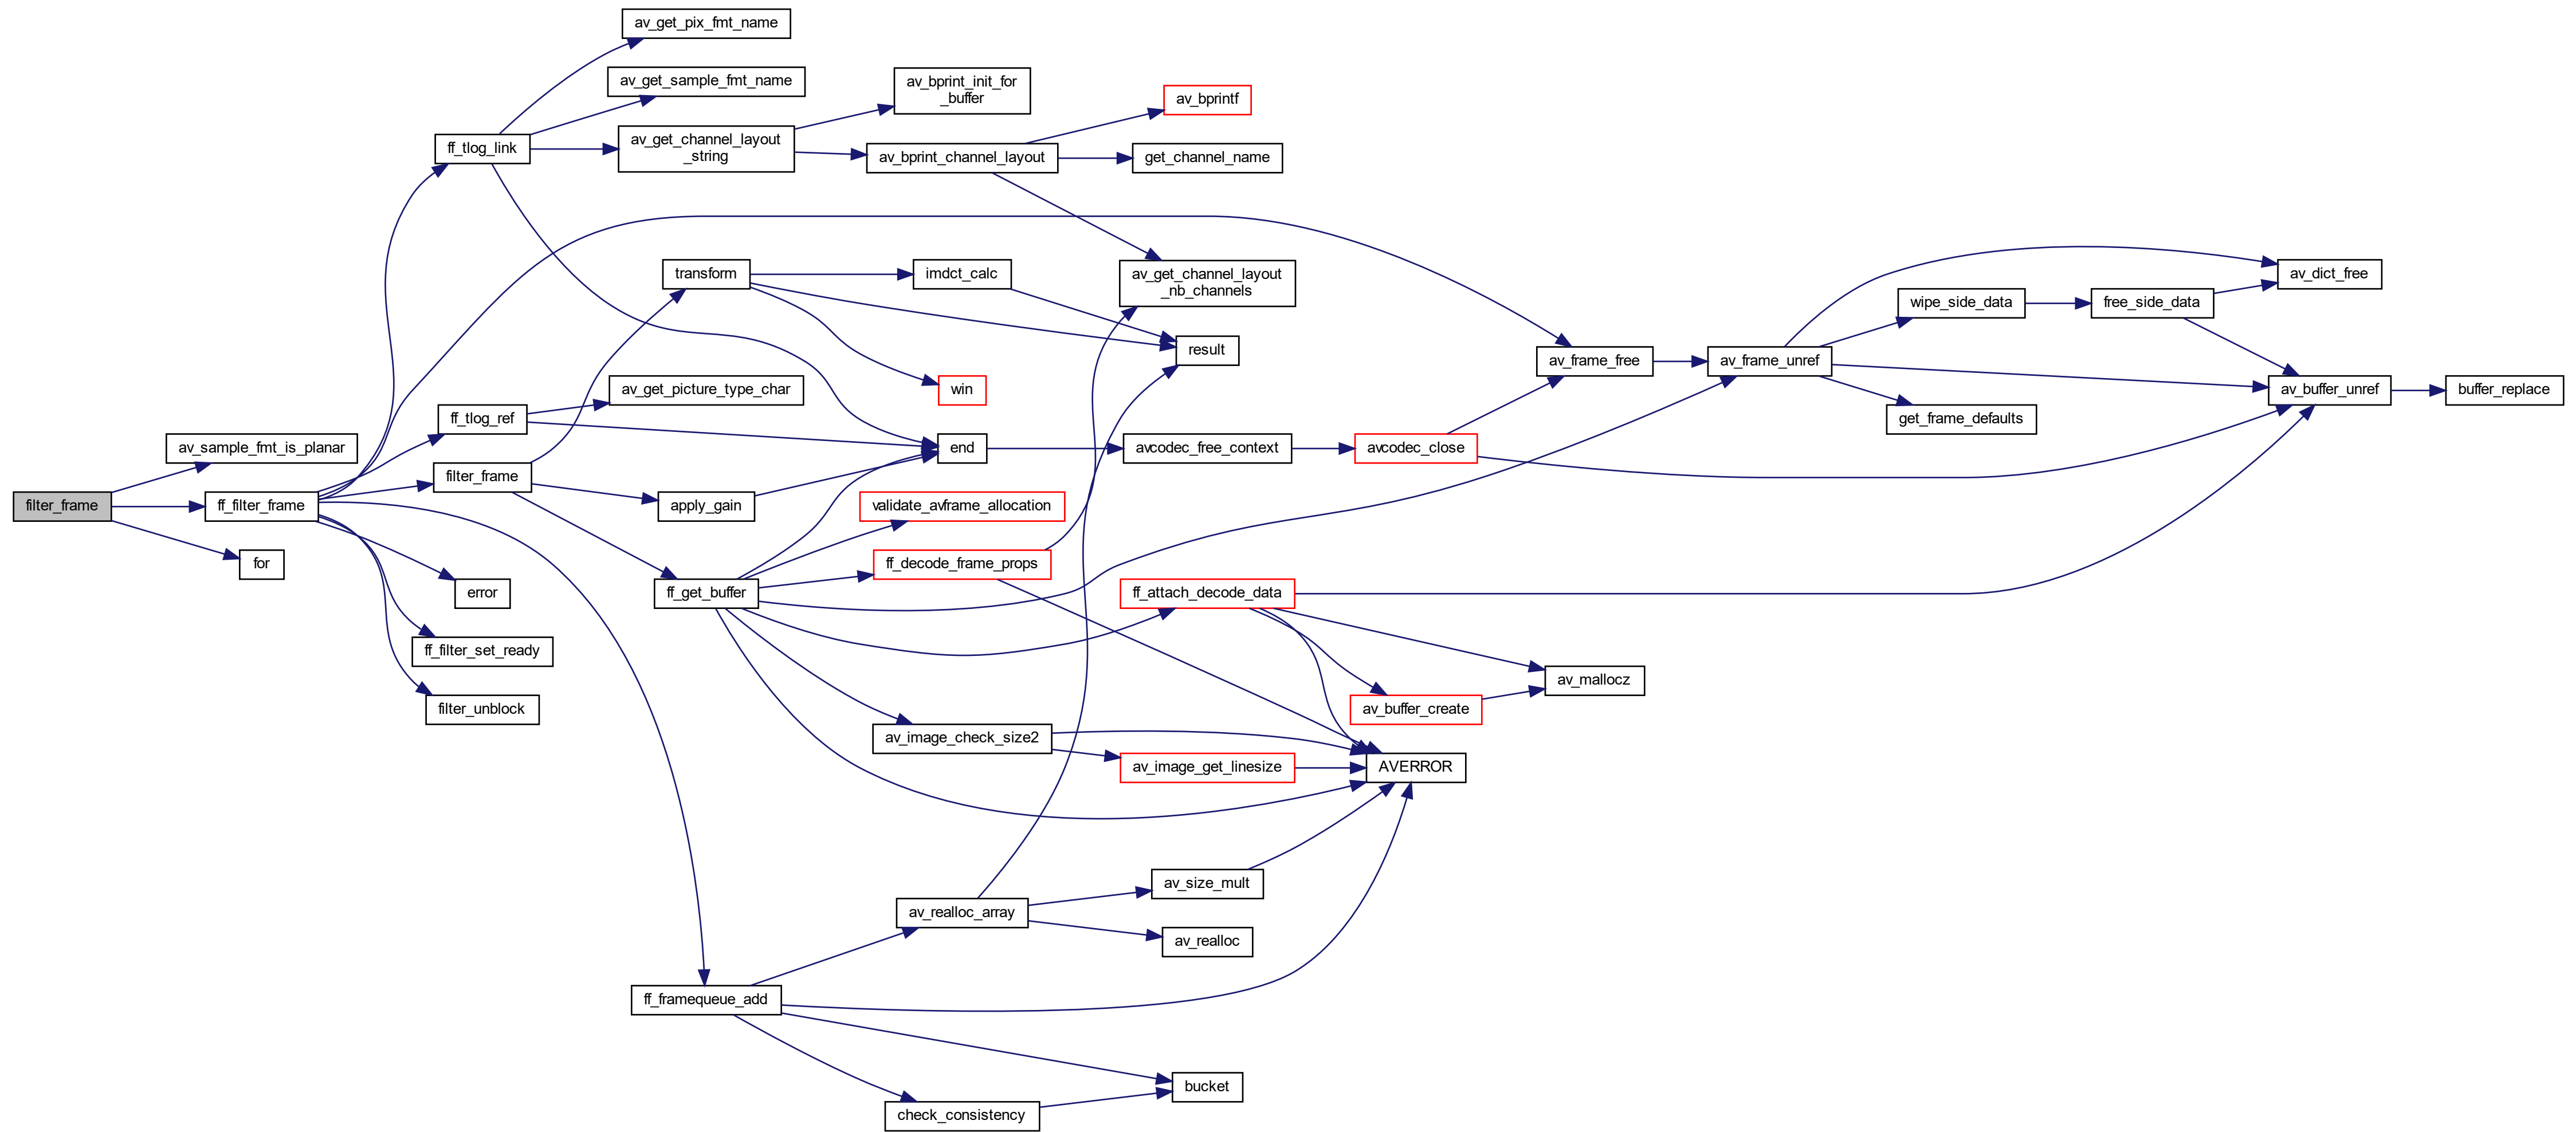 av_get_pix_fmt_name
av_get_sample_fmt_name
av_bprint_init_for
_buffer
av_bprintf
ff_tlog_link
av_get_channel_layout
_string
av_bprint_channel_layout
get_channel_name
transform
imdct_calc
av_get_channel_layout
_nb_channels
av_dict_free
wipe_side_data
free_side_data
result
av_frame_free
av_frame_unref
av_get_picture_type_char
win
av_buffer_unref
buffer_replace
ff_tlog_ref
get_frame_defaults
av_sample_fmt_is_planar
end
avcodec_free_context
avcodec_close
filter_frame
filter_frame
ff_filter_frame
apply_gain
validate_avframe_allocation
for
error
ff_get_buffer
ff_decode_frame_props
ff_attach_decode_data
ff_filter_set_ready
av_mallocz
filter_unblock
av_buffer_create
av_image_check_size2
av_image_get_linesize
AVERROR
av_size_mult
av_realloc_array
av_realloc
ff_framequeue_add
bucket
check_consistency